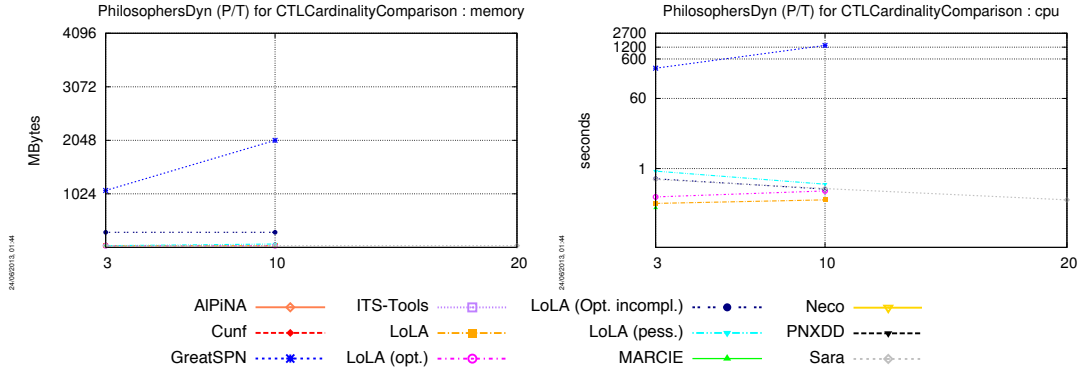 PhilosophersDyn (P/T) for CTLCardinalityComparison : memory
4096
3072
2048
1024
MBytes
3
10
20
24/06/2013, 01:44
PhilosophersDyn (P/T) for CTLCardinalityComparison : cpu
2700
1200
600
60
1
seconds
3
10
20
24/06/2013, 01:44
AlPiNA
Cunf
GreatSPN
ITS-Tools
LoLA
LoLA (opt.)
LoLA (Opt. incompl.)
LoLA (pess.)
MARCIE
Neco
PNXDD
Sara